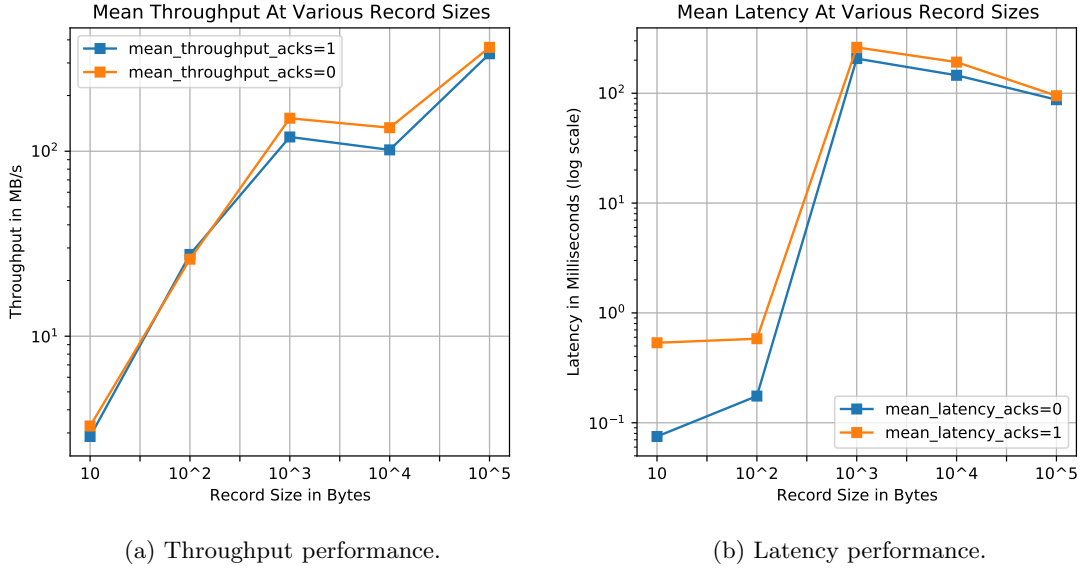 Mean Throughput At Various Record Sizes
mean_throughput_acks=1
mean_throughput_acks=0
Throughput in MB/s
10^2
10^1
10
10^2
10^3
10^4
10^5
Record Size in Bytes
(a) Throughput performance.
Mean Latency At Various Record Sizes
Latency in Milliseconds (log scale)
10^2
10^1
10^0
10^−1
mean_latency_acks=0
mean_latency_acks=1
10
10^2
10^3
10^4
10^5
Record Size in Bytes
(b) Latency performance.